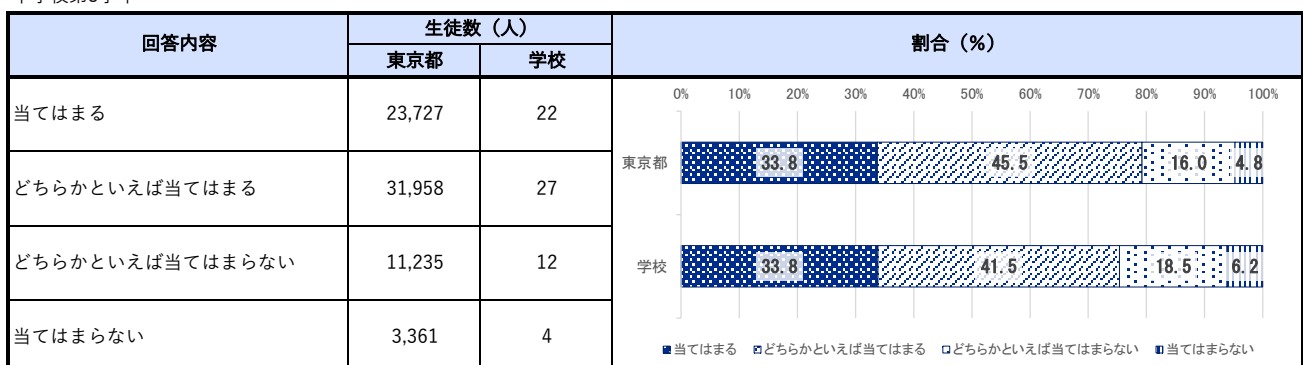 回答内容 生徒数（人） 割合（%）
東京都 学校
当てはまる 23,727 22
どちらかといえば当てはまる 31,958 27
どちらかといえば当てはまらない 11,235 12
当てはまらない 3,361 4
0% 10% 20% 30% 40% 50% 60% 70% 80% 90% 100%
東京都 33.8 45.5 16.0 4.8
学校 33.8 41.5 18.5 6.2
当てはまる どちらかといえば当てはまる どちらかといえば当てはまらない 当てはまらない